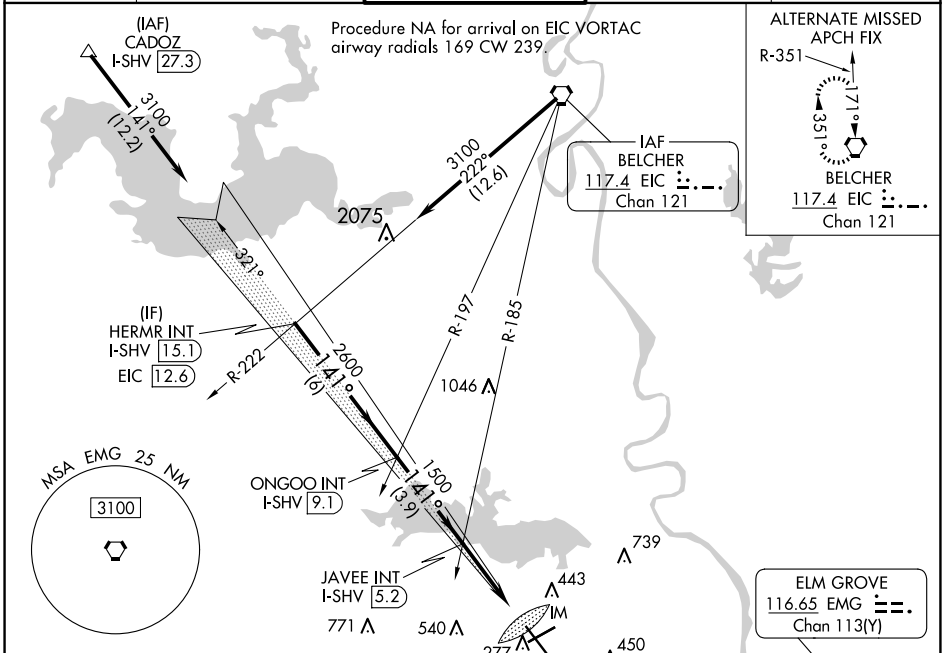 (IAF)
CADOZ
I-SHV 27.3
3100
141°
(12.2)
Procedure NA for arrival on EIC VORTAC
airway radials 169 CW 239.
ALTERNATE MISSED
APCH FIX
R-351
171°
351°
BELCHER
117.4 EIC
Chan 121
IAF
BELCHER
117.4 EIC
Chan 121
3100
222°
(12.6)
2075
321°
(IF)
HERMR INT
I-SHV 15.1
EIC 12.6
R-222
R-197
R-185
2600
141°
(6)
1046
MSA EMG 25 NM
3100
ONGOO INT
I-SHV 9.1
1500
141°
(3.9)
JAVEE INT
I-SHV 5.2
739
443
IM
771
540
277
450
ELM GROVE
116.65 EMG
Chan 113(Y)